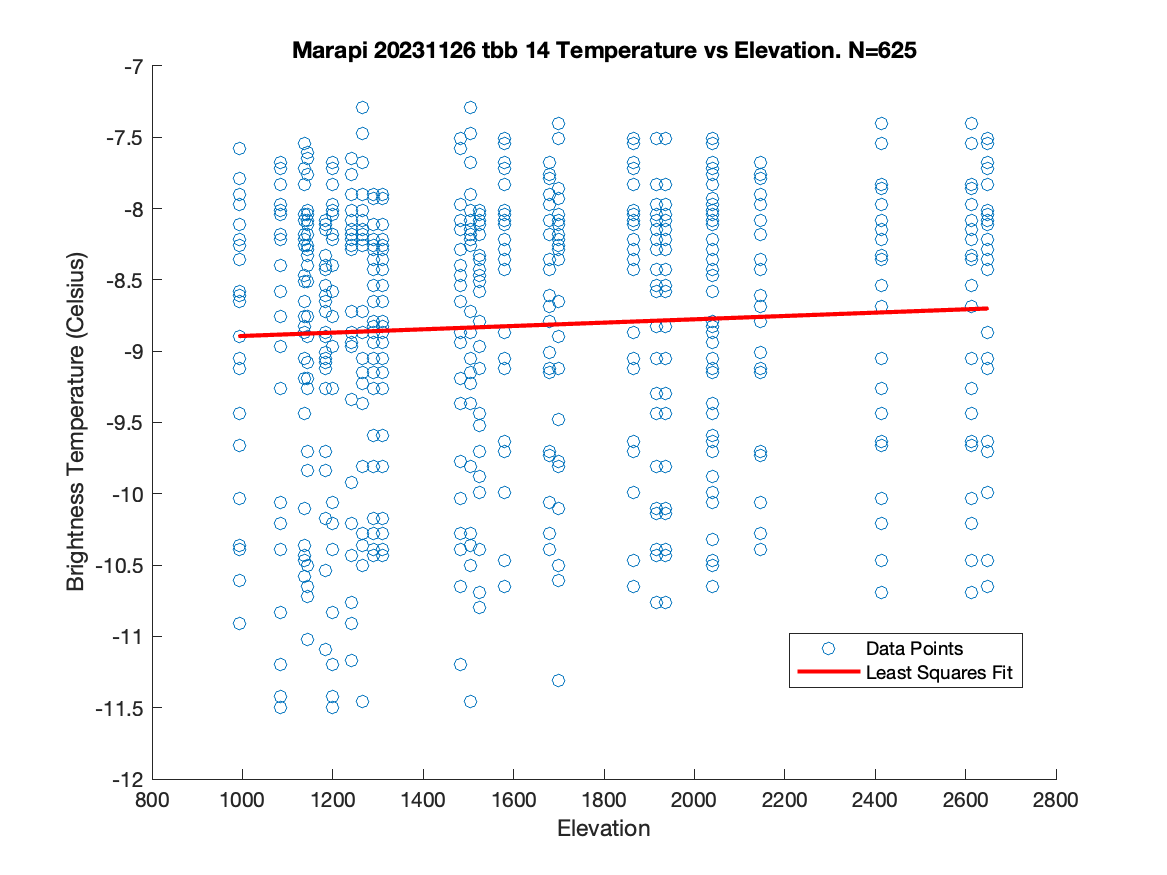 Marapi 20231126 tbb 14 Temperature vs Elevation. N=625
-7
-7.5
-8
-8.5
-9
-9.5
-10
-10.5
-11
-11.5
-12
Brightness Temperature (Celsius)
Data Points
Least Squares Fit
800 1000 1200 1400 1600 1800 2000 2200 2400 2600 2800
Elevation